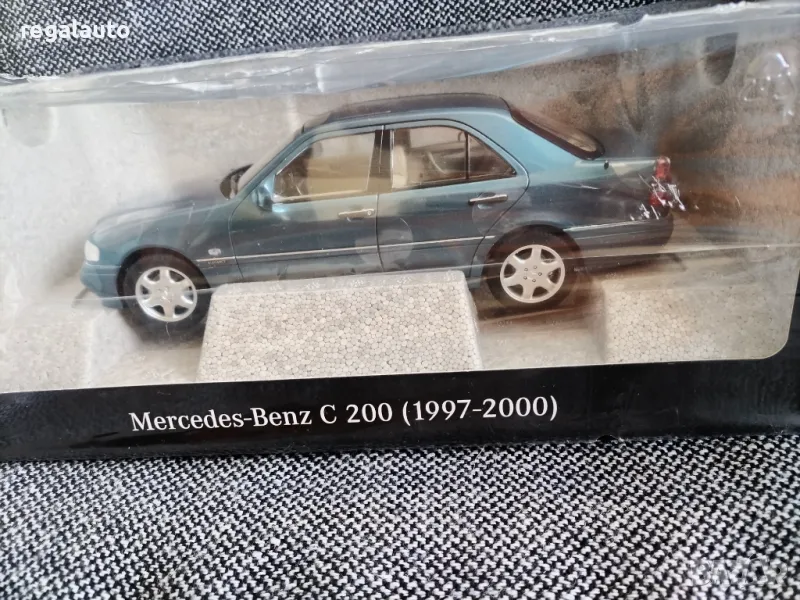 regalauto
Mercedes-Benz C 200 (1997-2000)